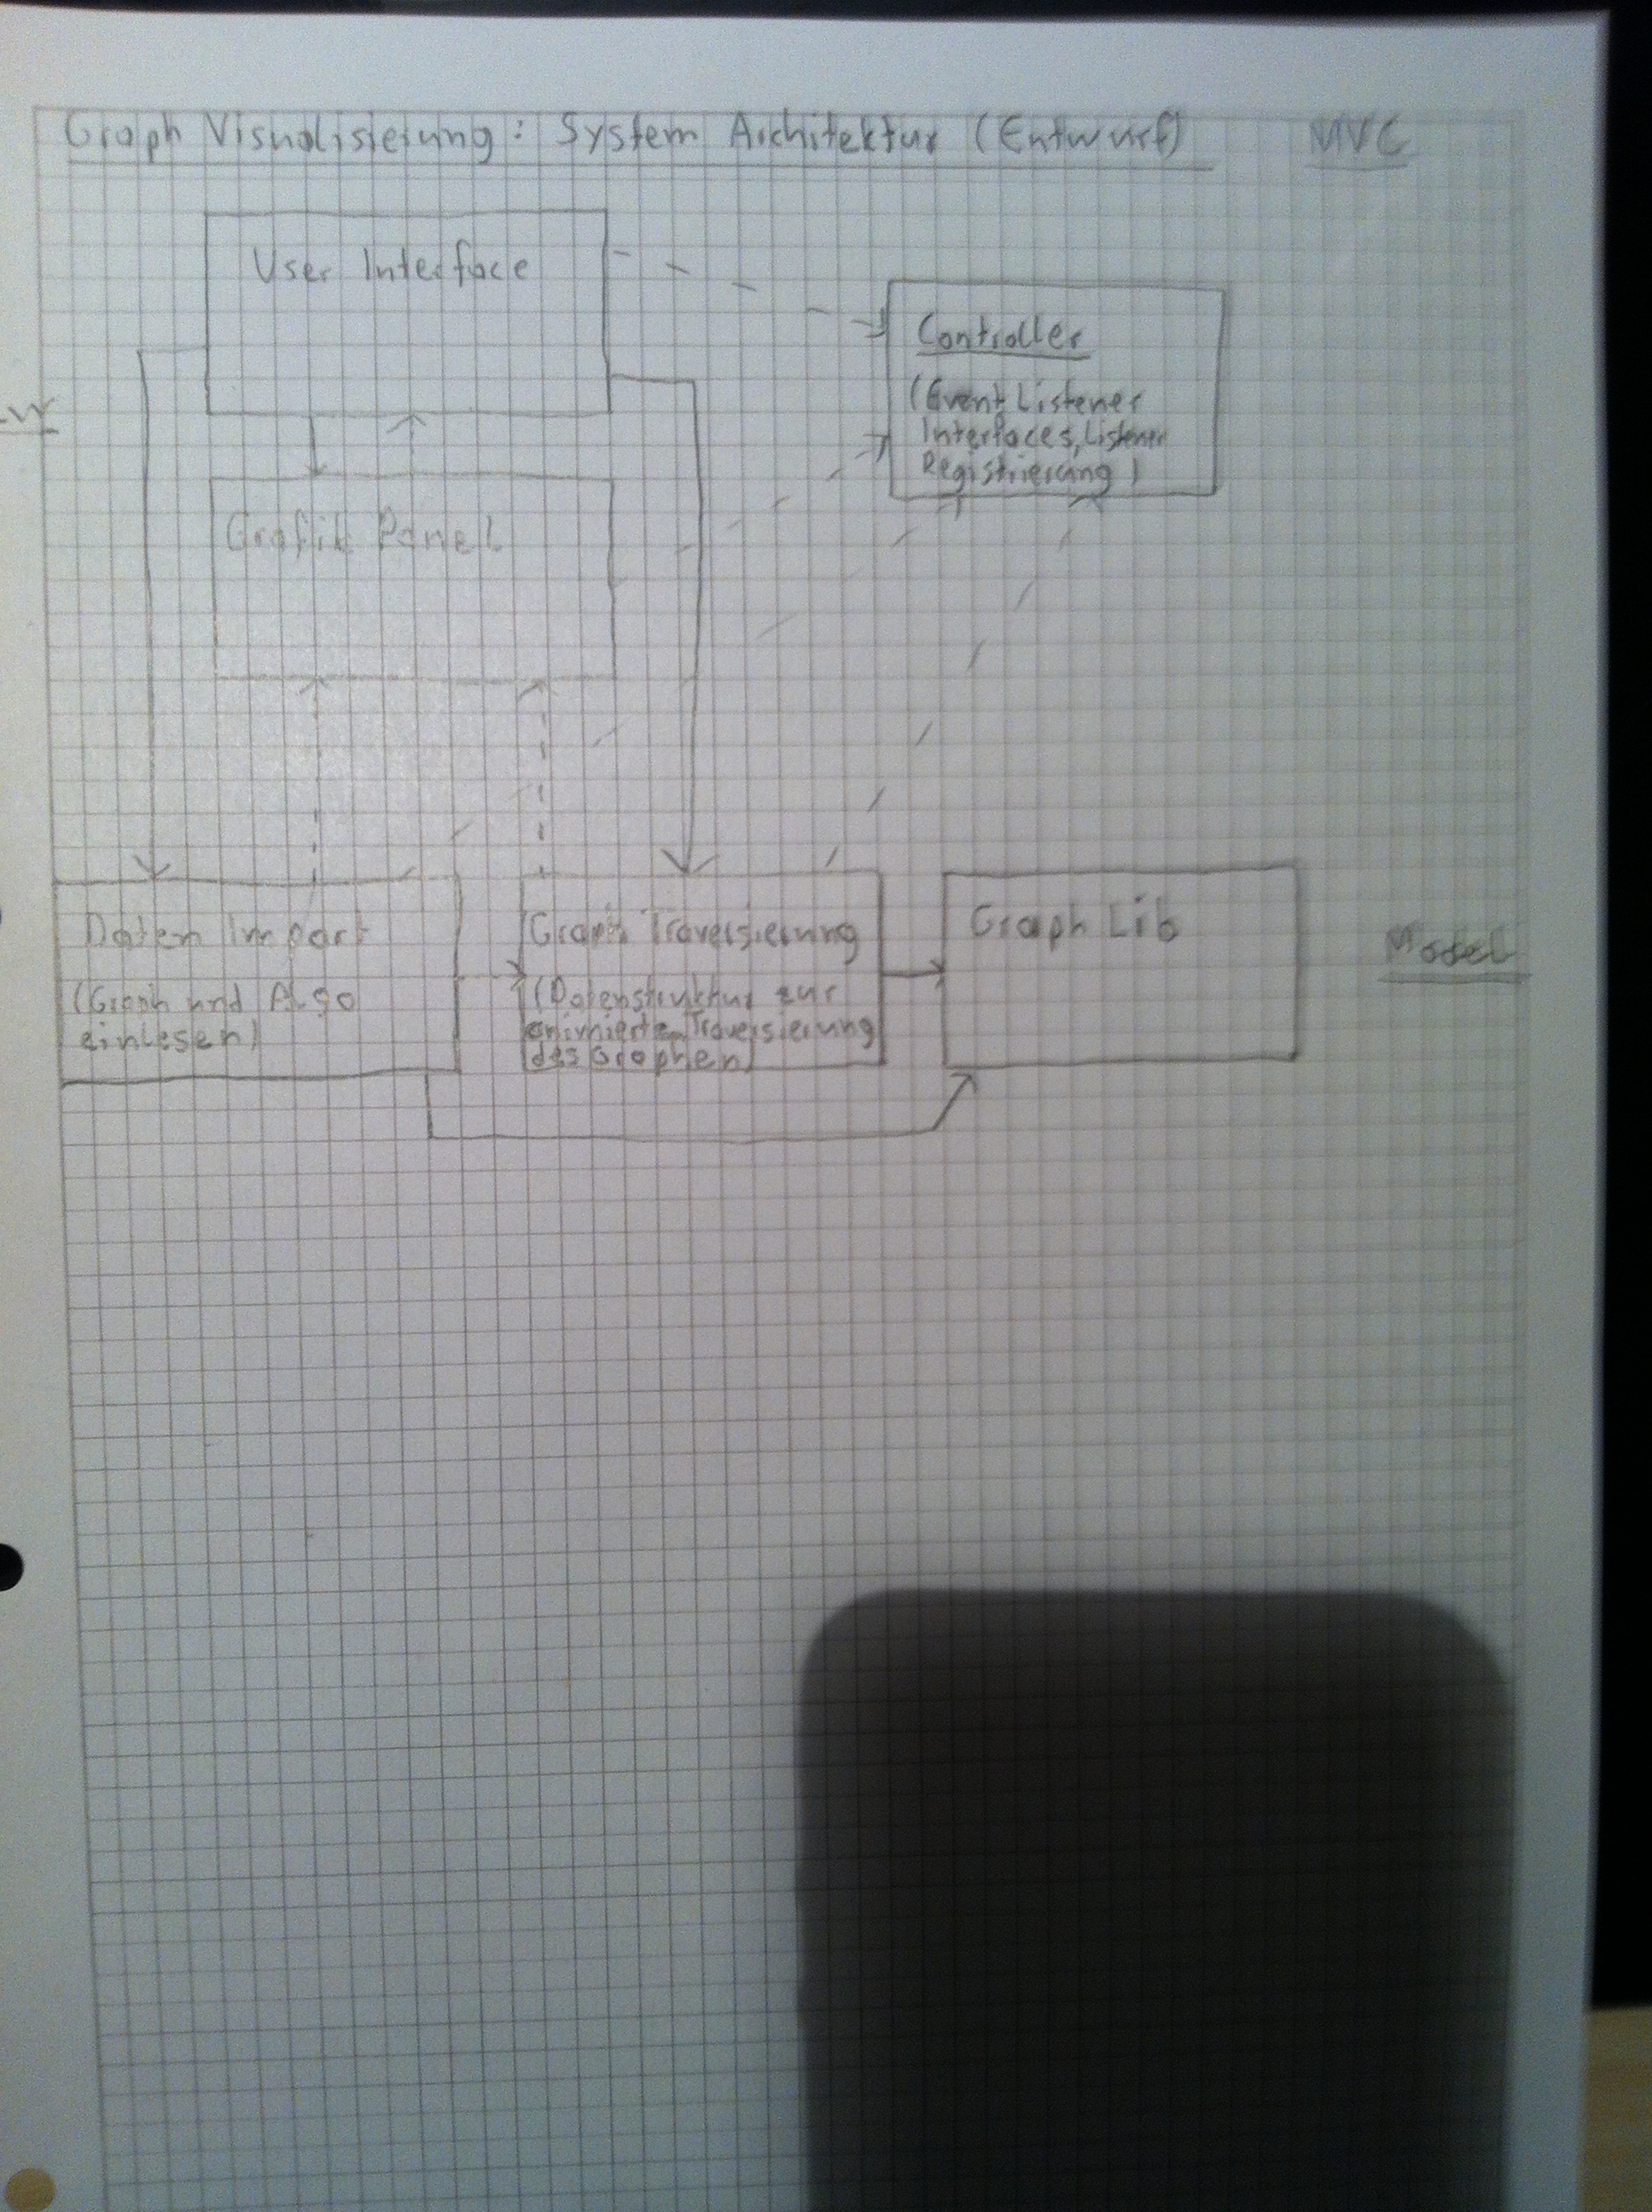 Graph Visualisierung: System Architektur (Entwurf) MVC
User Interface
Controller
(Event, Listener
Interfaces, Listener
Registrierung)
Grafik Panel
Daten Import
(Graph und Algo
einlesen)
Graph Traversierung
(Datenstruktur zur
animierten Traversierung
des Graphen)
Graph Lib
Model